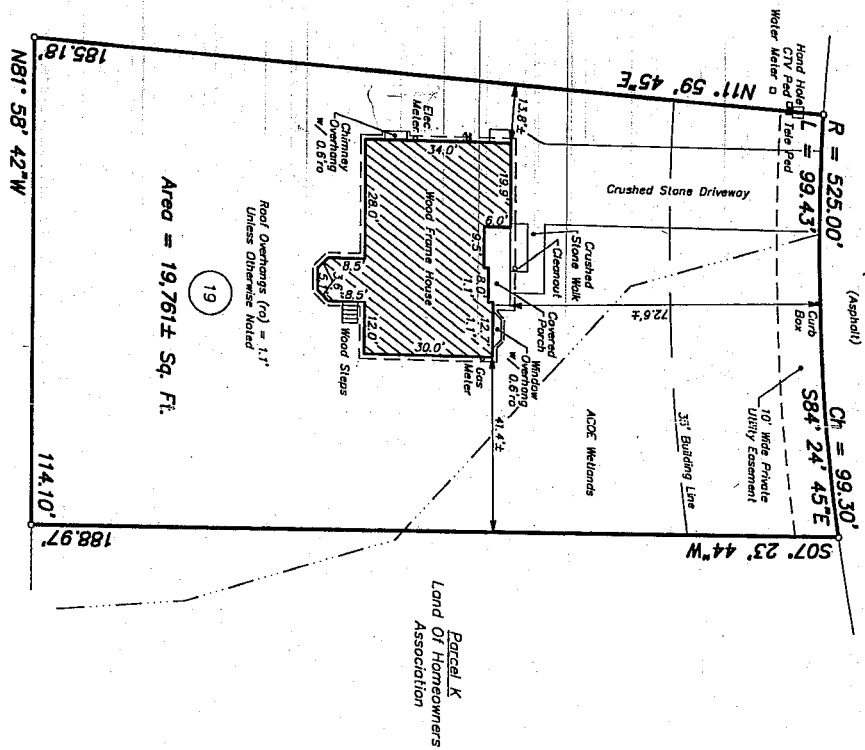 (Asphalt)
R = 525.00'
L = 99.43'
Ch = 99.30'
S84° 24' 45"E
Hand Hole
CTV Ped
Tele Ped
Water Meter
Curb
Box
10' Wide Private
Utility Easement
35' Building Line
ACOE Wetlands
Crushed Stone Driveway
N11° 59' 45"E
185.18'
S07° 23' 44"W
188.97'
13.8'±
72.6'±
41.4'±
Crushed
Stone Walk
Cleanout
Covered
Porch
Window
Overhang
w/ 0.6'ro
Gas
Meter
Elec.
Meter
Chimney
Overhang
w/ 0.6'ro
Wood Frame House
34.0'
19.9'
6.0'
9.5'
1.1'
8.0'
1.1'
12.7'
30.0'
12.0'
28.0'
8.5'
3.6'
5.1'
8.5'
Wood Steps
Roof Overhangs (ro) = 1.1'
Unless Otherwise Noted
19
Area = 19,761± Sq. Ft.
N81° 58' 42"W
114.10'
Parcel K
Land Of Homeowners
Association